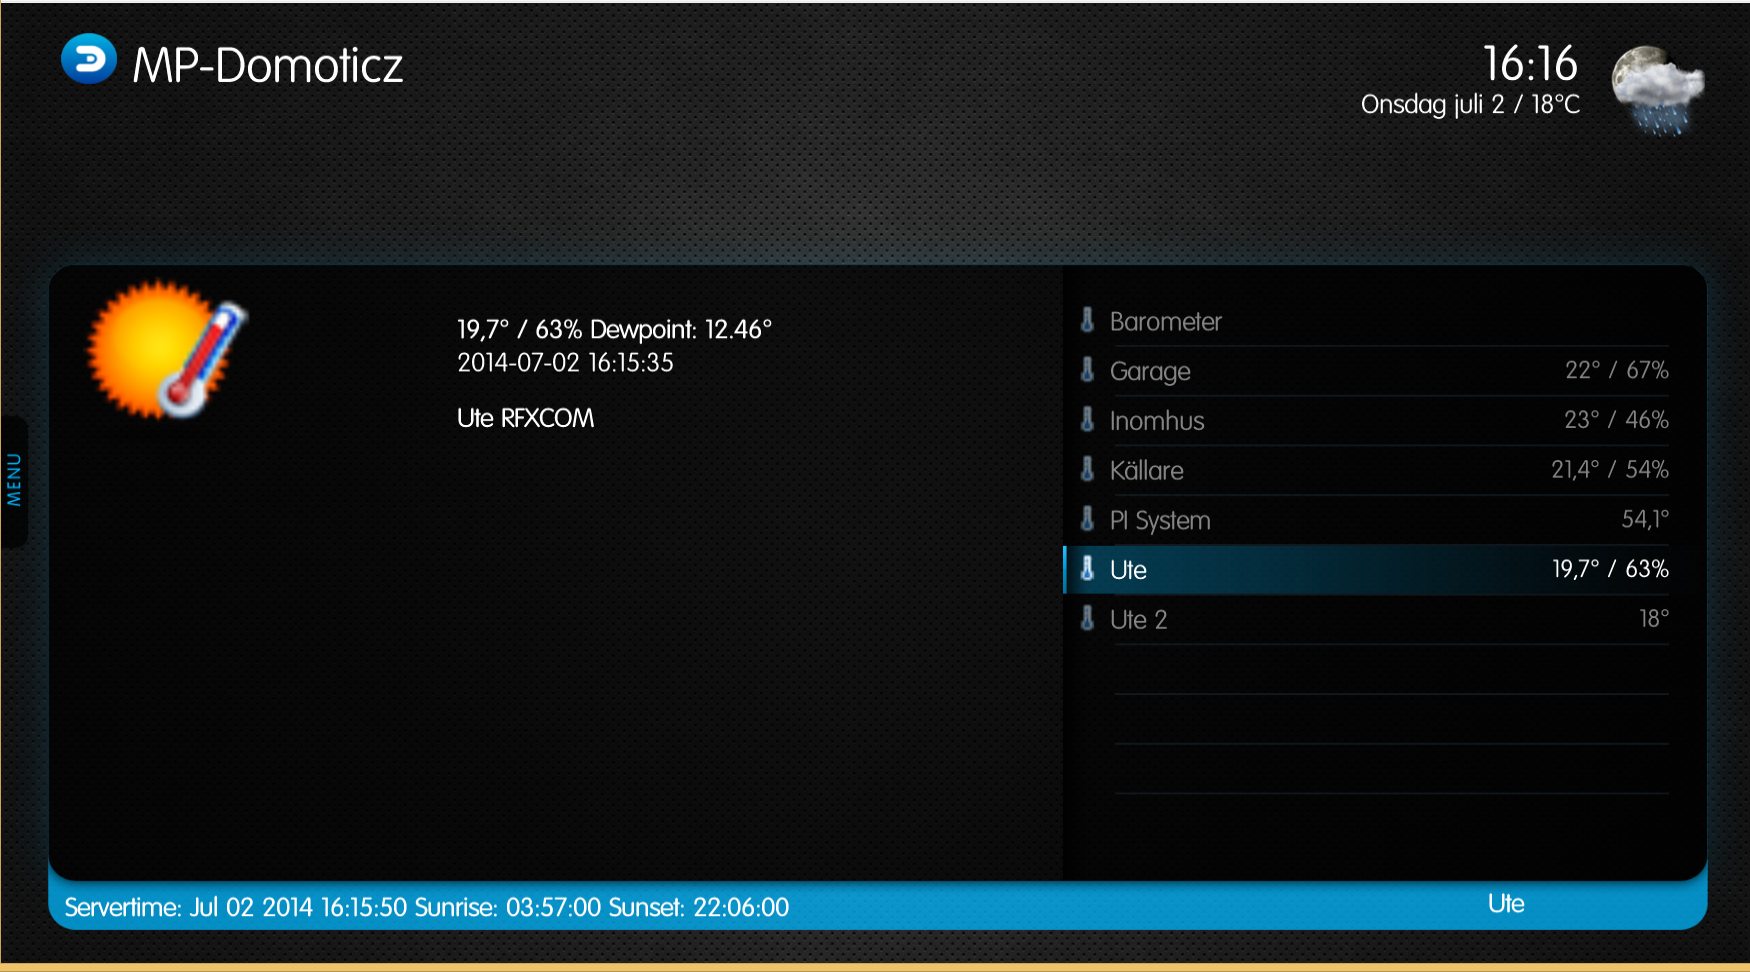 MP-Domoticz
16:16
Onsdag juli 2 / 18°C
19,7° / 63% Dewpoint: 12.46°
2014-07-02 16:15:35
Ute RFXCOM
MENU
Barometer
Garage 22° / 67%
Inomhus 23° / 46%
Källare 21,4° / 54%
PI System 54,1°
Ute 19,7° / 63%
Ute 2 18°
Servertime: Jul 02 2014 16:15:50 Sunrise: 03:57:00 Sunset: 22:06:00
Ute